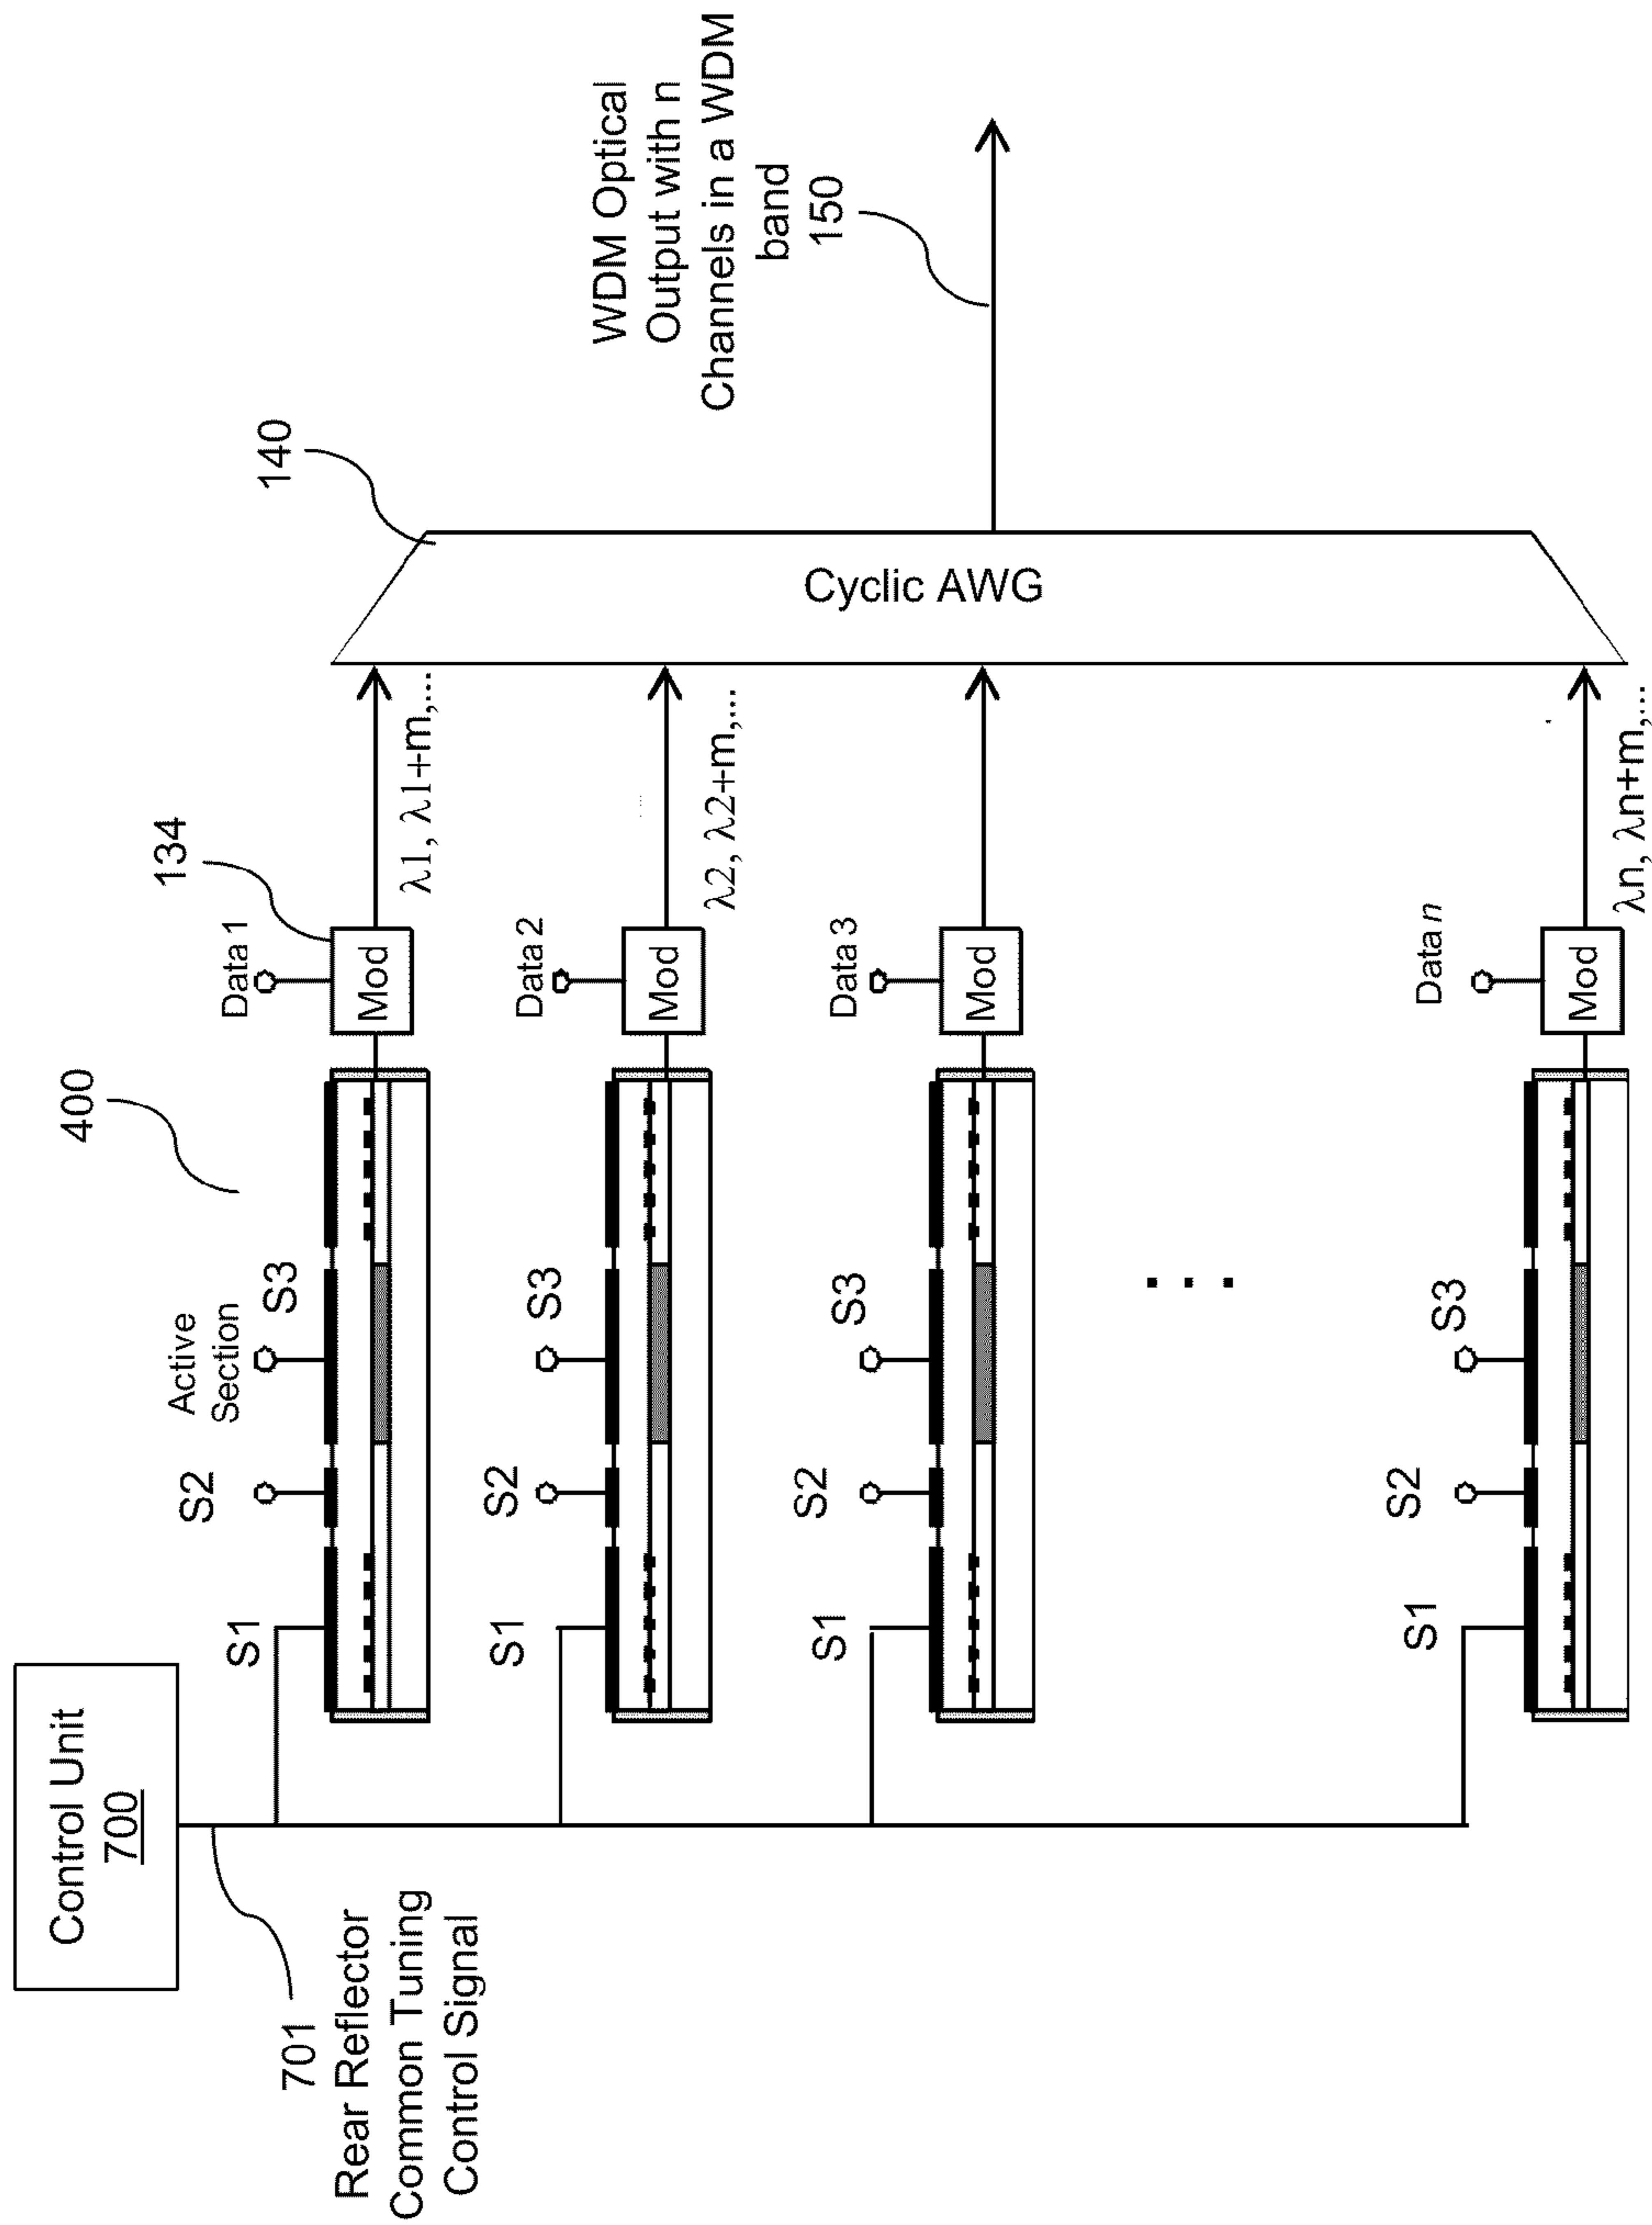 Control Unit
700
701
Rear Reflector
Common Tuning
Control Signal
S1
S2
Active
Section
S3
400
Data 1
134
Mod
λ1, λ1+m,...
S1
S2
S3
Data 2
Mod
λ2, λ2+m,...
S1
S2
S3
Data 3
Mod
. . .
S1
S2
S3
Data n
Mod
λn, λn+m,...
140
Cyclic AWG
WDM Optical
Output with n
Channels in a WDM
band
150